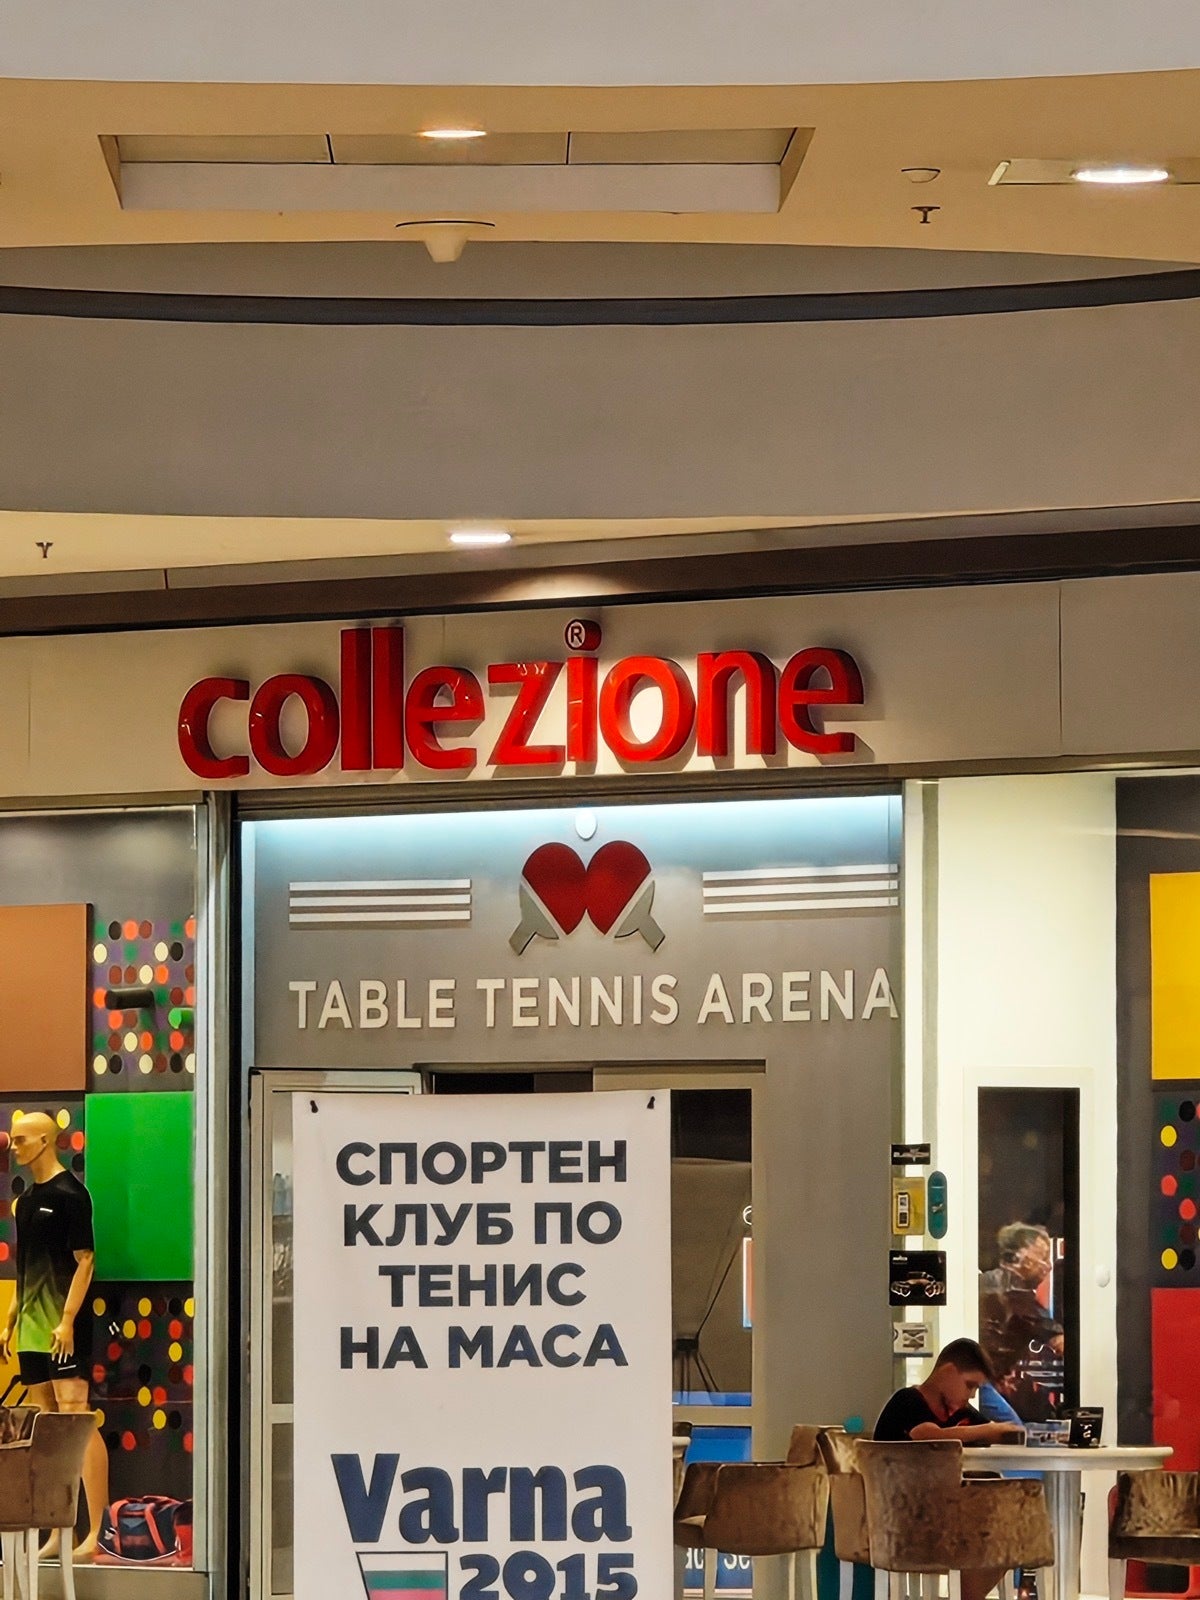 collezione®
TABLE TENNIS ARENA
СПОРТЕН
КЛУБ ПО
ТЕНИС
НА МАСА
Varna
2015